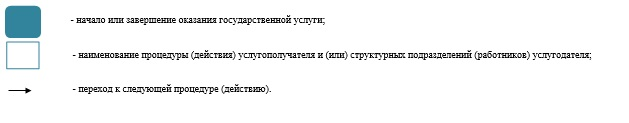 - начало или завершение оказания государственной услуги;
- наименование процедуры (действия) услугополучателя и (или) структурных подразделений (работников) услугодателя;
- переход к следующей процедуре (действию).